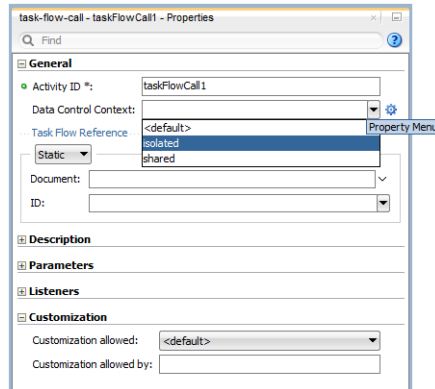 task-flow-call - taskFlowCall1 - Properties
Find
General
Activity ID *: taskFlowCall1
Data Control Context:
<default>
Task Flow Reference
Property Menu
isolated
Static
shared
Document:
ID:
Description
Parameters
Listeners
Customization
Customization allowed: <default>
Customization allowed by: